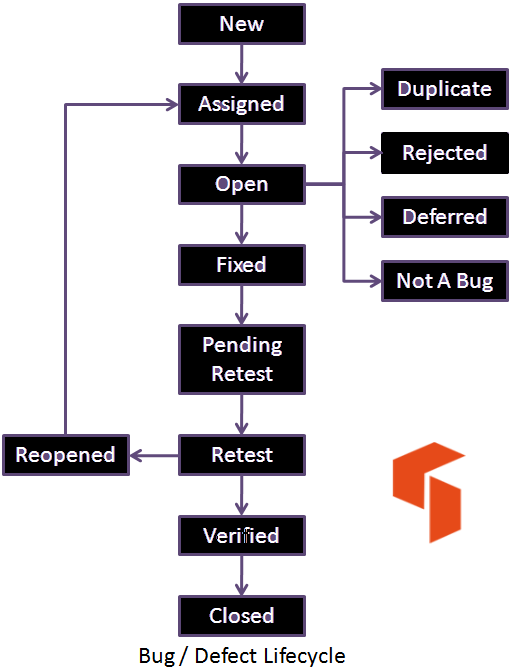 New
Assigned
Duplicate
Rejected
Open
Deferred
Fixed
Not A Bug
Pending
Retest
Reopened
Retest
Verified
Closed
Bug / Defect Lifecycle